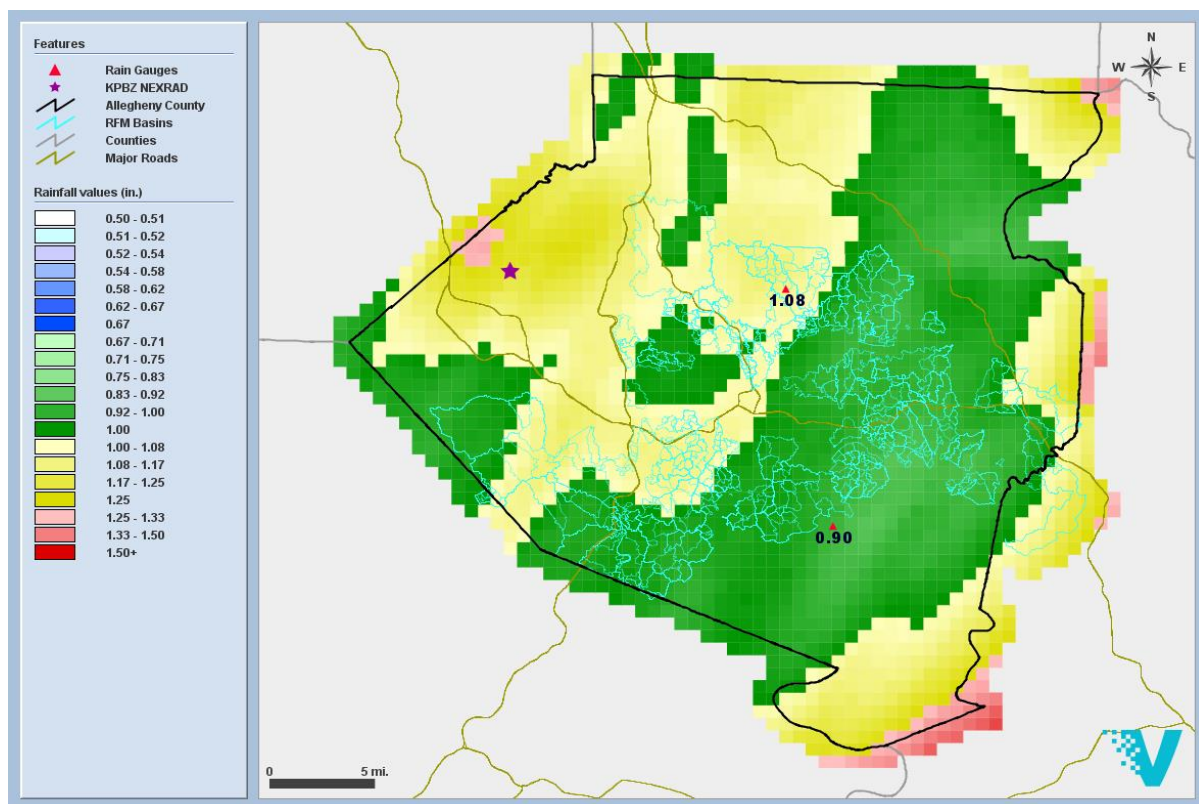 Features
Rain Gauges
KPBZ NEXRAD
Allegheny County
RFM Basins
Counties
Major Roads
Rainfall values (in.)
0.50 - 0.51
0.51 - 0.52
0.52 - 0.54
0.54 - 0.58
0.58 - 0.62
0.62 - 0.67
0.67
0.67 - 0.71
0.71 - 0.75
0.75 - 0.83
0.83 - 0.92
0.92 - 1.00
1.00
1.00 - 1.08
1.08 - 1.17
1.17 - 1.25
1.25
1.25 - 1.33
1.33 - 1.50
1.50+
N
W E
S
1.08
0.90
0 5 mi.
V